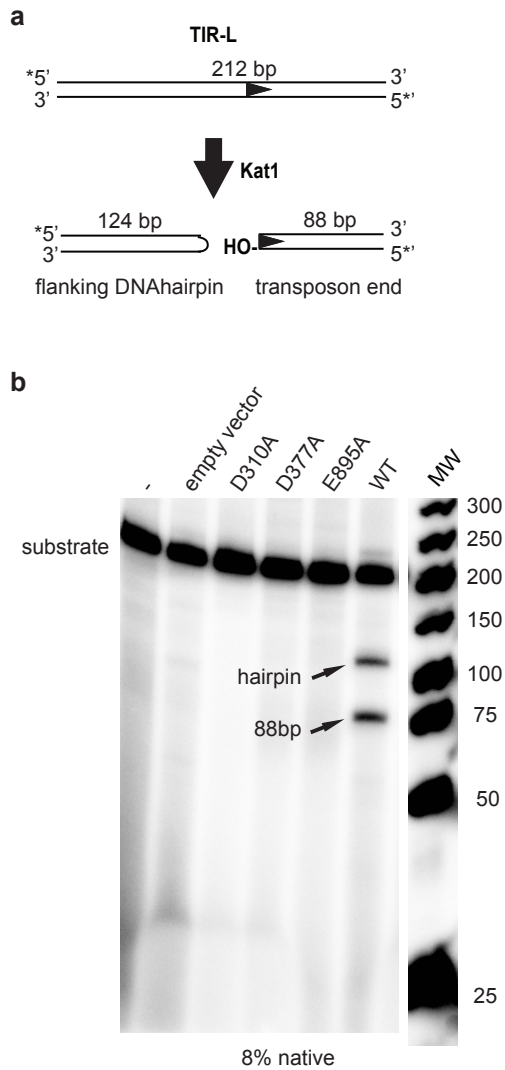 a
TIR-L
212 bp
*5’ 3’
3’ 5*’
Kat1
124 bp 88 bp
*5’ HO- 3’
3’ 5*’
flanking DNAhairpin transposon end
b
- empty vector D310A D377A E895A WT MW
300
substrate 250
200
150
hairpin 100
88bp 75
50
25
8% native